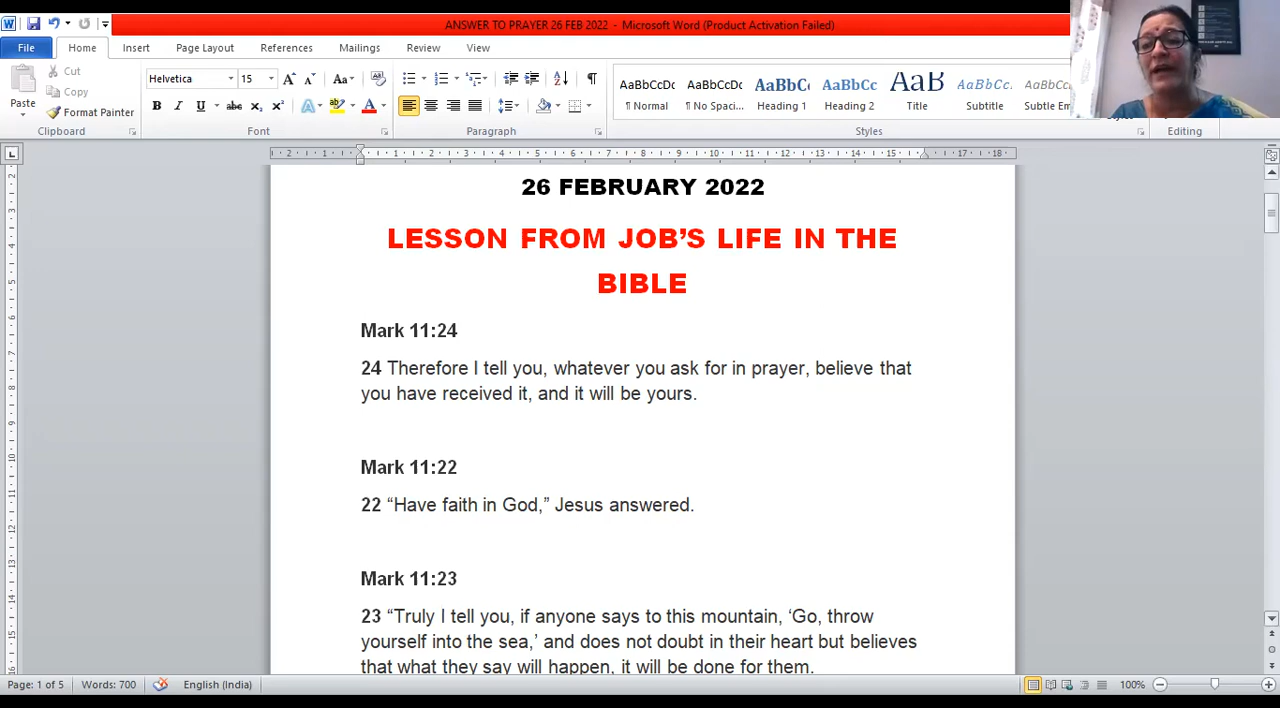 ANSWER TO PRAYER 26 FEB 2022 - Microsoft Word (Product Activation Failed)
File Home Insert Page Layout References Mailings Review View
Paste
Cut
Copy
Format Painter
Clipboard
Helvetica 15
Font
Paragraph
AaBbCcDc AaBbCcDc AaBbCc AaBbCc AaB AaBbCc. AaBbCcDc
¶ Normal ¶ No Spaci... Heading 1 Heading 2 Title Subtitle Subtle Em
Styles
Editing
26 FEBRUARY 2022
LESSON FROM JOB’S LIFE IN THE
BIBLE
Mark 11:24
24 Therefore I tell you, whatever you ask for in prayer, believe that
you have received it, and it will be yours.
Mark 11:22
22 “Have faith in God,” Jesus answered.
Mark 11:23
23 “Truly I tell you, if anyone says to this mountain, ‘Go, throw
yourself into the sea,’ and does not doubt in their heart but believes
that what they say will happen, it will be done for them.
Page: 1 of 5 Words: 700 English (India) 100%